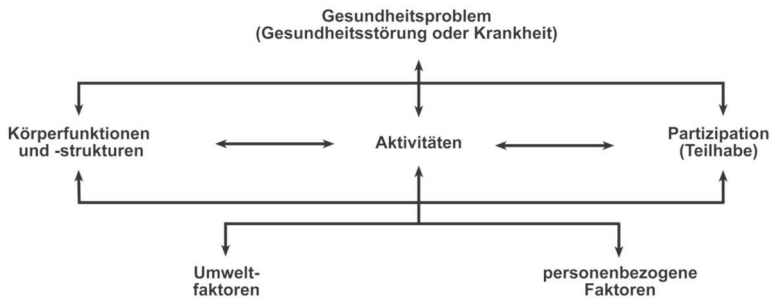 Gesundheitsproblem
(Gesundheitsstörung oder Krankheit)
Körperfunktionen
und -strukturen
Aktivitäten
Partizipation
(Teilhabe)
Umwelt-
faktoren
personenbezogene
Faktoren